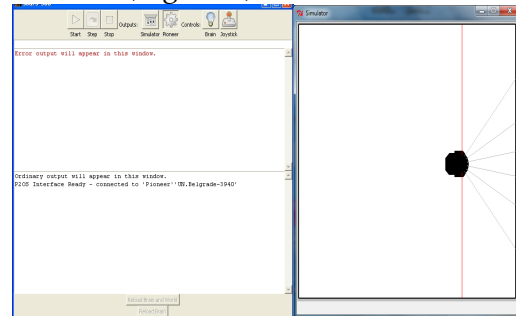 Start Step Stop Outputs: Simulator Pioneer Controls: Brain Joystick
Error output will appear in this window.
Ordinary output will appear in this window.
P2OS Interface Ready - connected to 'Pioneer''UN.Belgrade-3940'
Reload Brain and World
Reload Brain
Simulator